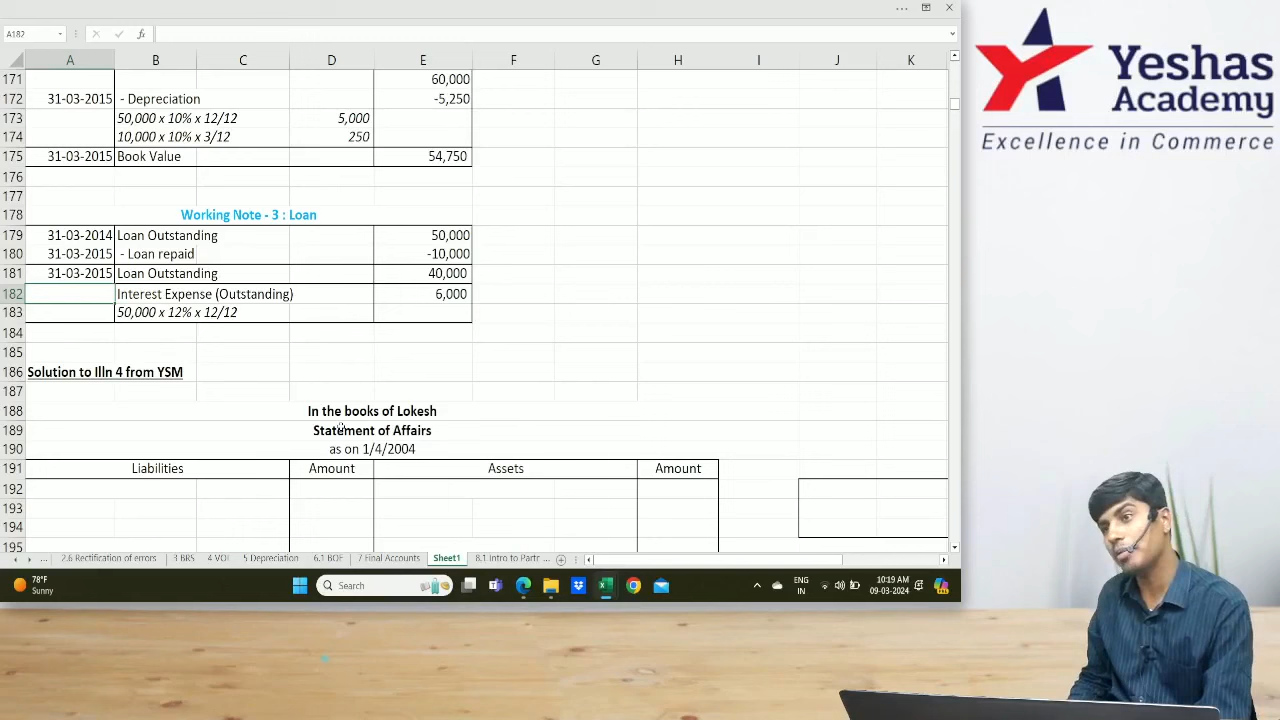 A182
fx
A B C D E F G H I J K
171 60,000
172 31-03-2015 - Depreciation -5,250
173 50,000 x 10% x 12/12 5,000
174 10,000 x 10% x 3/12 250
175 31-03-2015 Book Value 54,750
176
177
178 Working Note - 3 : Loan
179 31-03-2014 Loan Outstanding 50,000
180 31-03-2015 - Loan repaid -10,000
181 31-03-2015 Loan Outstanding 40,000
182 Interest Expense (Outstanding) 6,000
183 50,000 x 12% x 12/12
184
185
186 Solution to Illn 4 from YSM
187
188 In the books of Lokesh
189 Statement of Affairs
190 as on 1/4/2004
191 Liabilities Amount Assets Amount
192
193
194
195
... 2.6 Rectification of errors 3 BRS 4 VOI 5 Depreciation 6.1 BOE 7 Final Accounts Sheet1 8.1 Intro to Partr ...
78°F
Sunny
Search
ENG
IN
10:19 AM
09-03-2024
Yeshas
Academy
Excellence in Commerce